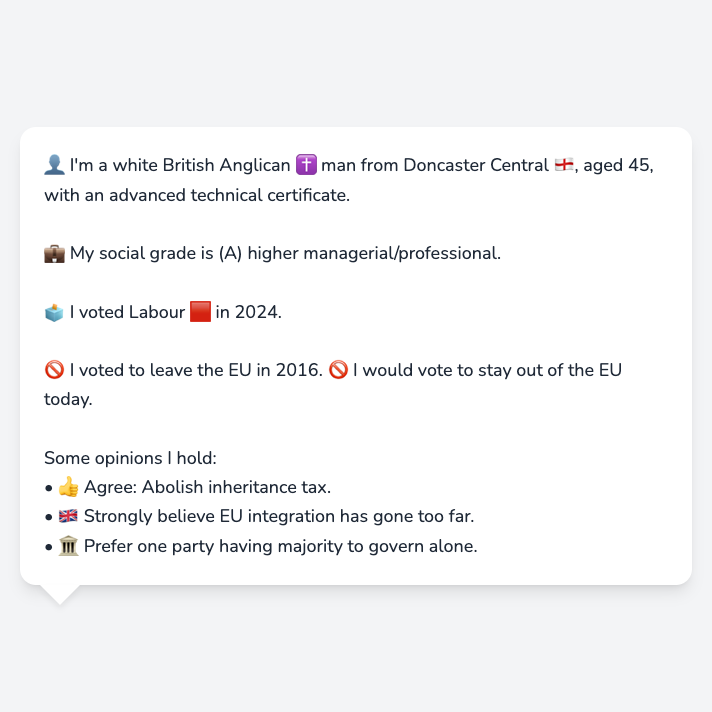 👤 I'm a white British Anglican ✝️ man from Doncaster Central 🏴󠁧󠁢󠁥󠁮󠁧󠁿, aged 45,
with an advanced technical certificate.
💼 My social grade is (A) higher managerial/professional.
🗳️ I voted Labour 🟥 in 2024.
🚫 I voted to leave the EU in 2016. 🚫 I would vote to stay out of the EU
today.
Some opinions I hold:
• 👍 Agree: Abolish inheritance tax.
• 🇬🇧 Strongly believe EU integration has gone too far.
• 🏛️ Prefer one party having majority to govern alone.